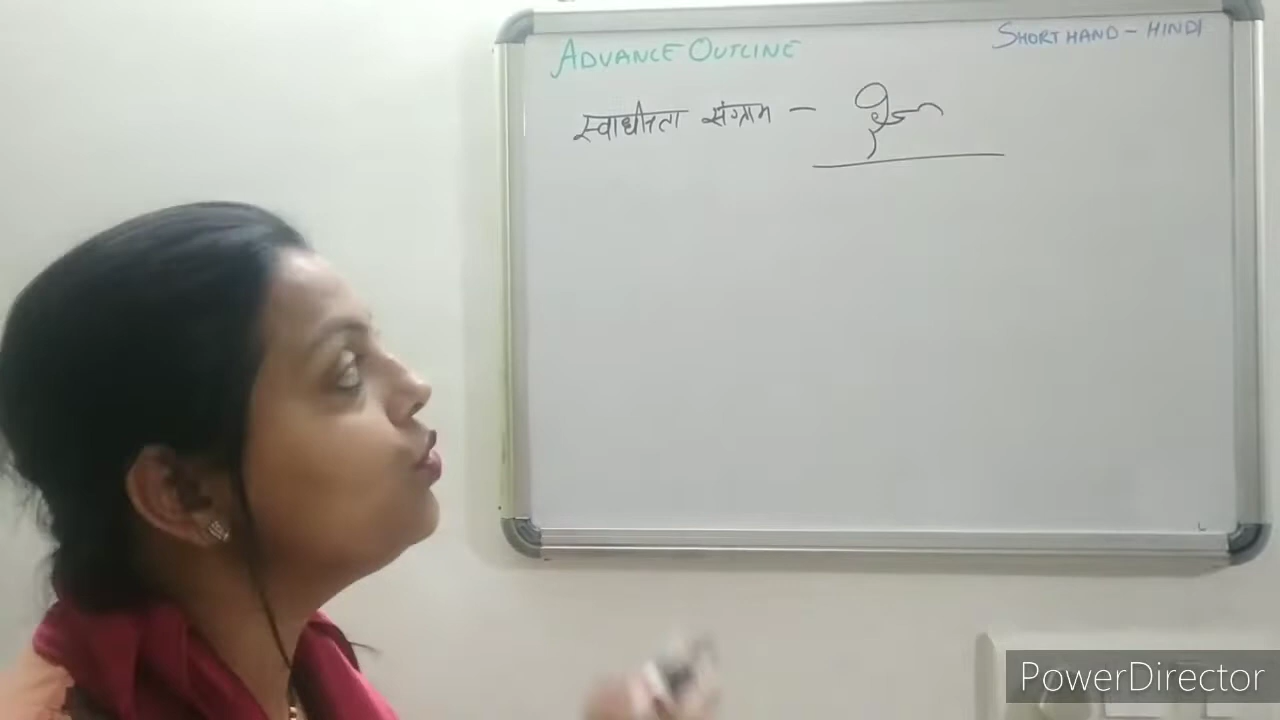 ADVANCE OUTLINE
SHORT HAND - HINDI
स्वाधीनता संग्राम -
PowerDirector